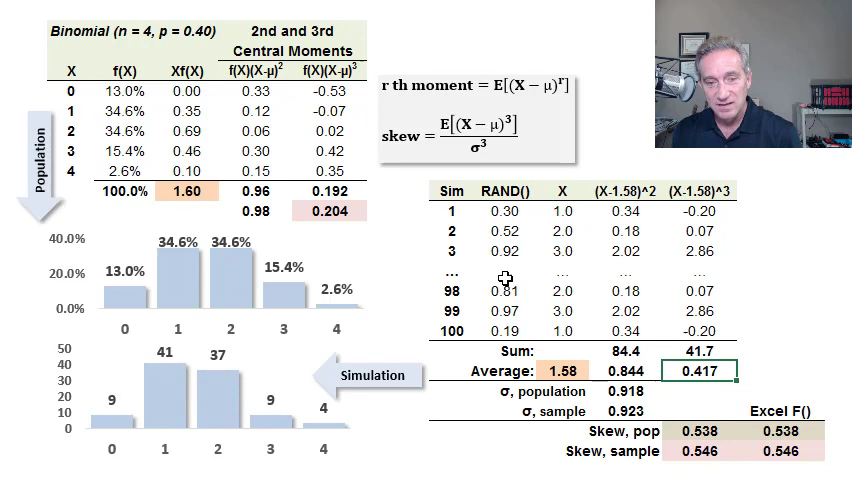 Binomial (n = 4, p = 0.40)
2nd and 3rd
Central Moments
X f(X) Xf(X) f(X)(X-μ)² f(X)(X-μ)³
0 13.0% 0.00 0.33 -0.53
1 34.6% 0.35 0.12 -0.07
2 34.6% 0.69 0.06 0.02
3 15.4% 0.46 0.30 0.42
4 2.6% 0.10 0.15 0.35
100.0% 1.60 0.96 0.192
0.98 0.204
Population
r th moment = E[(X − μ)ʳ]
skew = E[(X − μ)³] / σ³
40.0%
20.0%
0.0%
13.0% 34.6% 34.6% 15.4% 2.6%
0 1 2 3 4
50
40
30
20
10
0
9 41 37 9 4
0 1 2 3 4
Simulation
Sim RAND() X (X-1.58)^2 (X-1.58)^3
1 0.30 1.0 0.34 -0.20
2 0.52 2.0 0.18 0.07
3 0.92 3.0 2.02 2.86
... ... ... ...
98 0.81 2.0 0.18 0.07
99 0.97 3.0 2.02 2.86
100 0.19 1.0 0.34 -0.20
Sum: 84.4 41.7
Average: 1.58 0.844 0.417
σ, population 0.918
σ, sample 0.923
Excel F()
Skew, pop 0.538 0.538
Skew, sample 0.546 0.546